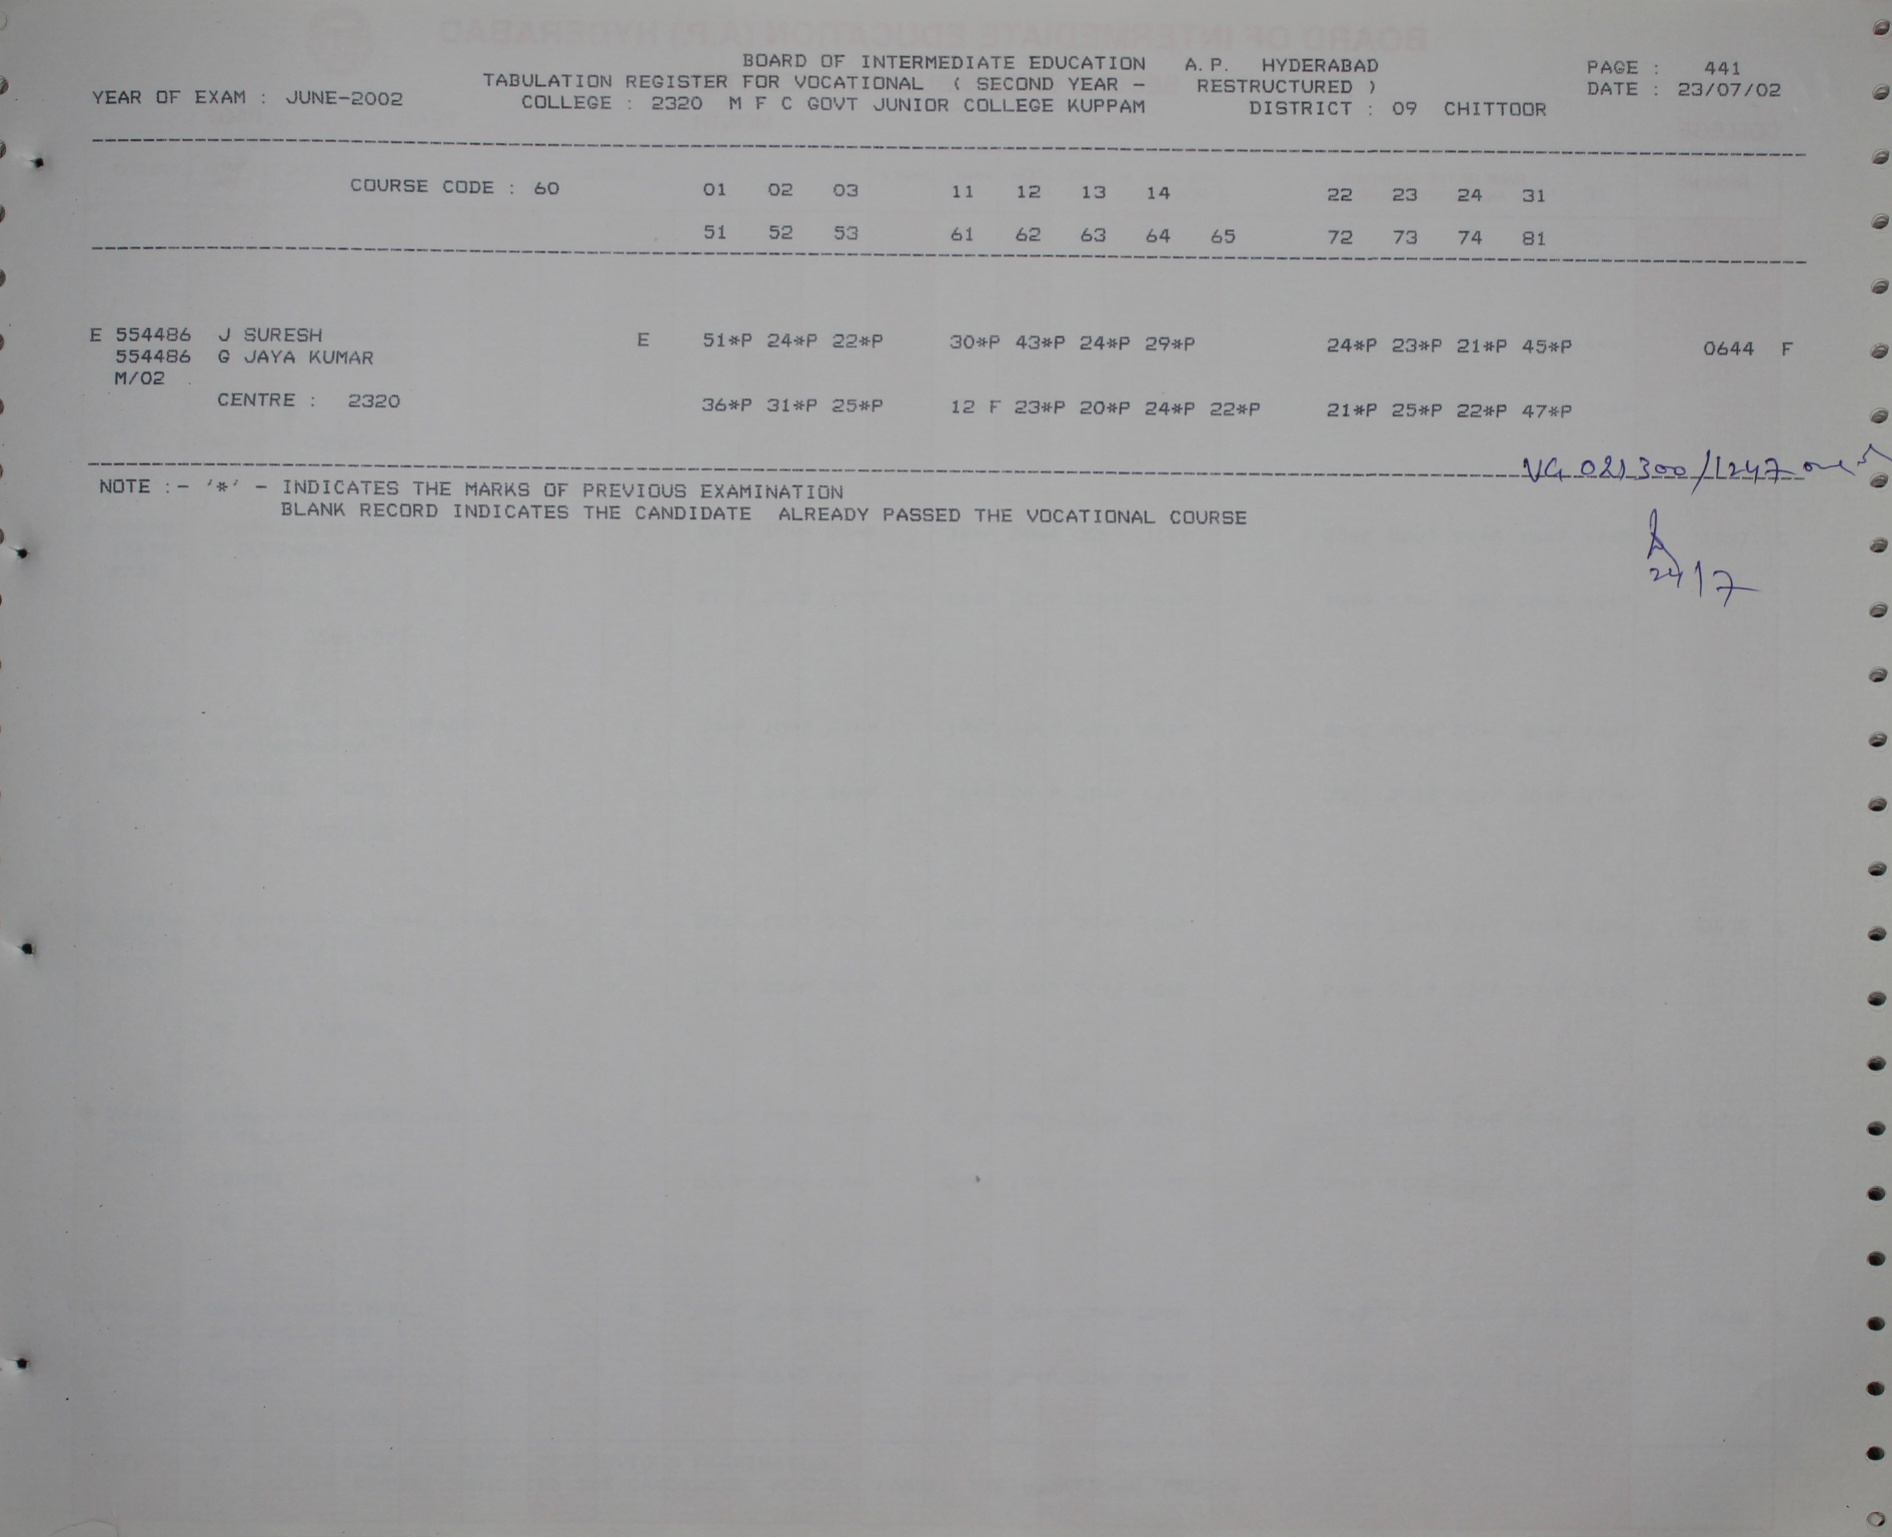 BOARD OF INTERMEDIATE EDUCATION A.P. HYDERABAD PAGE : 441
TABULATION REGISTER FOR VOCATIONAL ( SECOND YEAR - RESTRUCTURED ) DATE : 23/07/02
YEAR OF EXAM : JUNE-2002 COLLEGE : 2320 M F C GOVT JUNIOR COLLEGE KUPPAM DISTRICT : 09 CHITTOOR
COURSE CODE : 60 01 02 03 11 12 13 14 22 23 24 31
51 52 53 61 62 63 64 65 72 73 74 81
E 554486 J SURESH E 51*P 24*P 22*P 30*P 43*P 24*P 29*P 24*P 23*P 21*P 45*P 0644 F
554486 G JAYA KUMAR
M/02
CENTRE : 2320 36*P 31*P 25*P 12 F 23*P 20*P 24*P 22*P 21*P 25*P 22*P 47*P
NOTE :- '*' - INDICATES THE MARKS OF PREVIOUS EXAMINATION
BLANK RECORD INDICATES THE CANDIDATE ALREADY PASSED THE VOCATIONAL COURSE
24/7